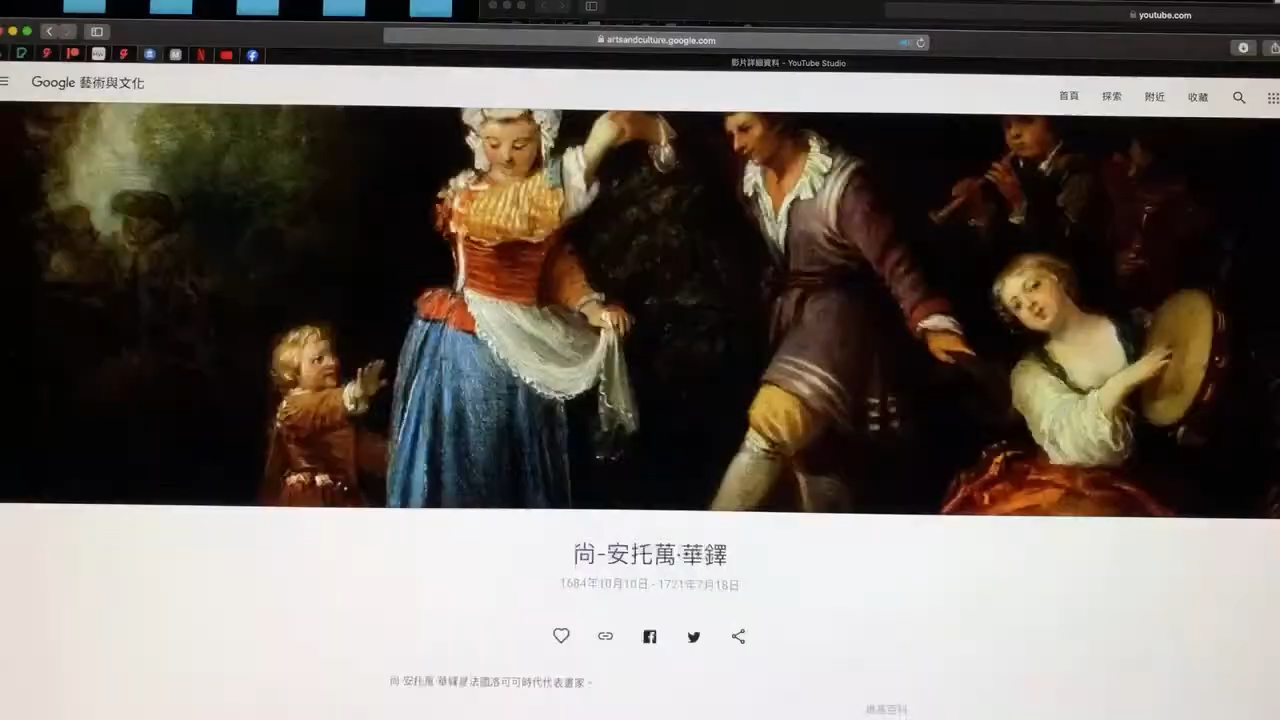 youtube.com
artsandculture.google.com
影片詳細資料 - YouTube Studio
Google 藝術與文化
首頁 探索 附近 收藏
尚-安托萬·華鐸
1684年10月10日 - 1721年7月18日
尚·安托萬·華鐸是法國洛可可時代代表畫家。
維基百科